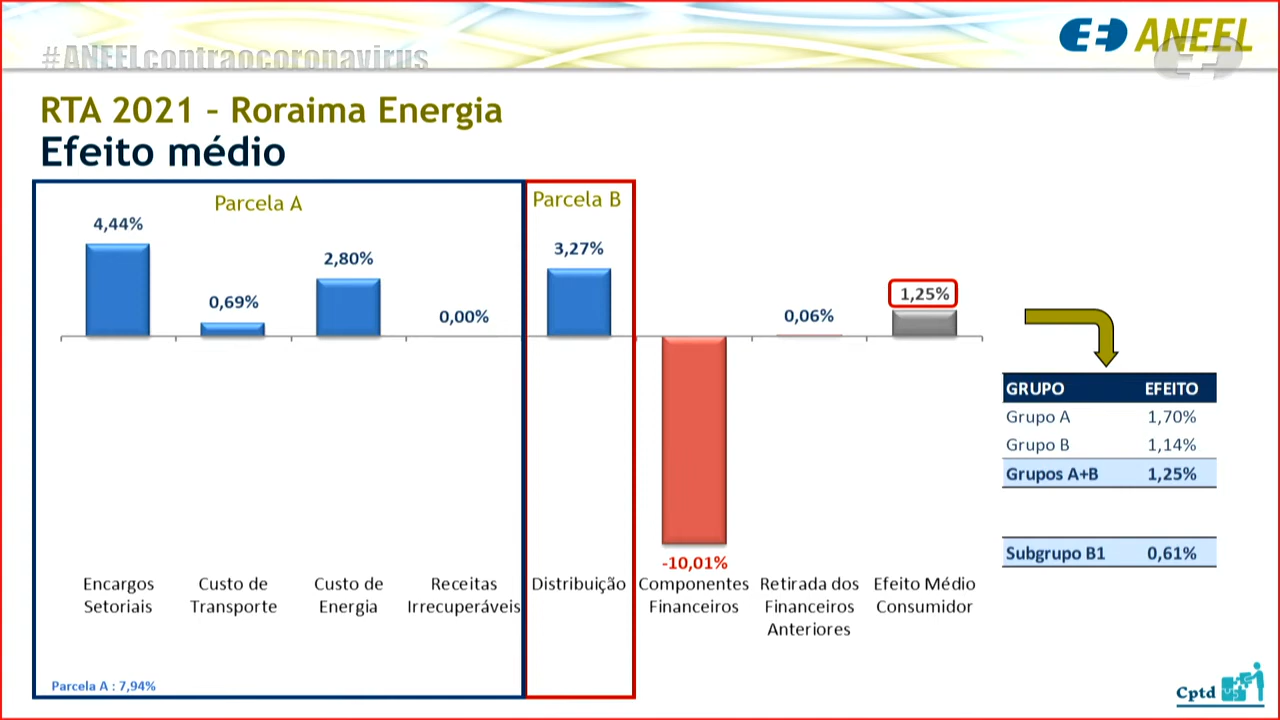 #ANEELcontraocoronavirus
ANEEL
RTA 2021 – Roraima Energia
Efeito médio
Parcela A
Parcela B
4,44%
0,69%
2,80%
0,00%
3,27%
-10,01%
0,06%
1,25%
Encargos
Setoriais
Custo de
Transporte
Custo de
Energia
Receitas
Irrecuperáveis
Distribuição
Componentes
Financeiros
Retirada dos
Financeiros
Anteriores
Efeito Médio
Consumidor
Parcela A : 7,94%
GRUPO EFEITO
Grupo A 1,70%
Grupo B 1,14%
Grupos A+B 1,25%
Subgrupo B1 0,61%
Cptd